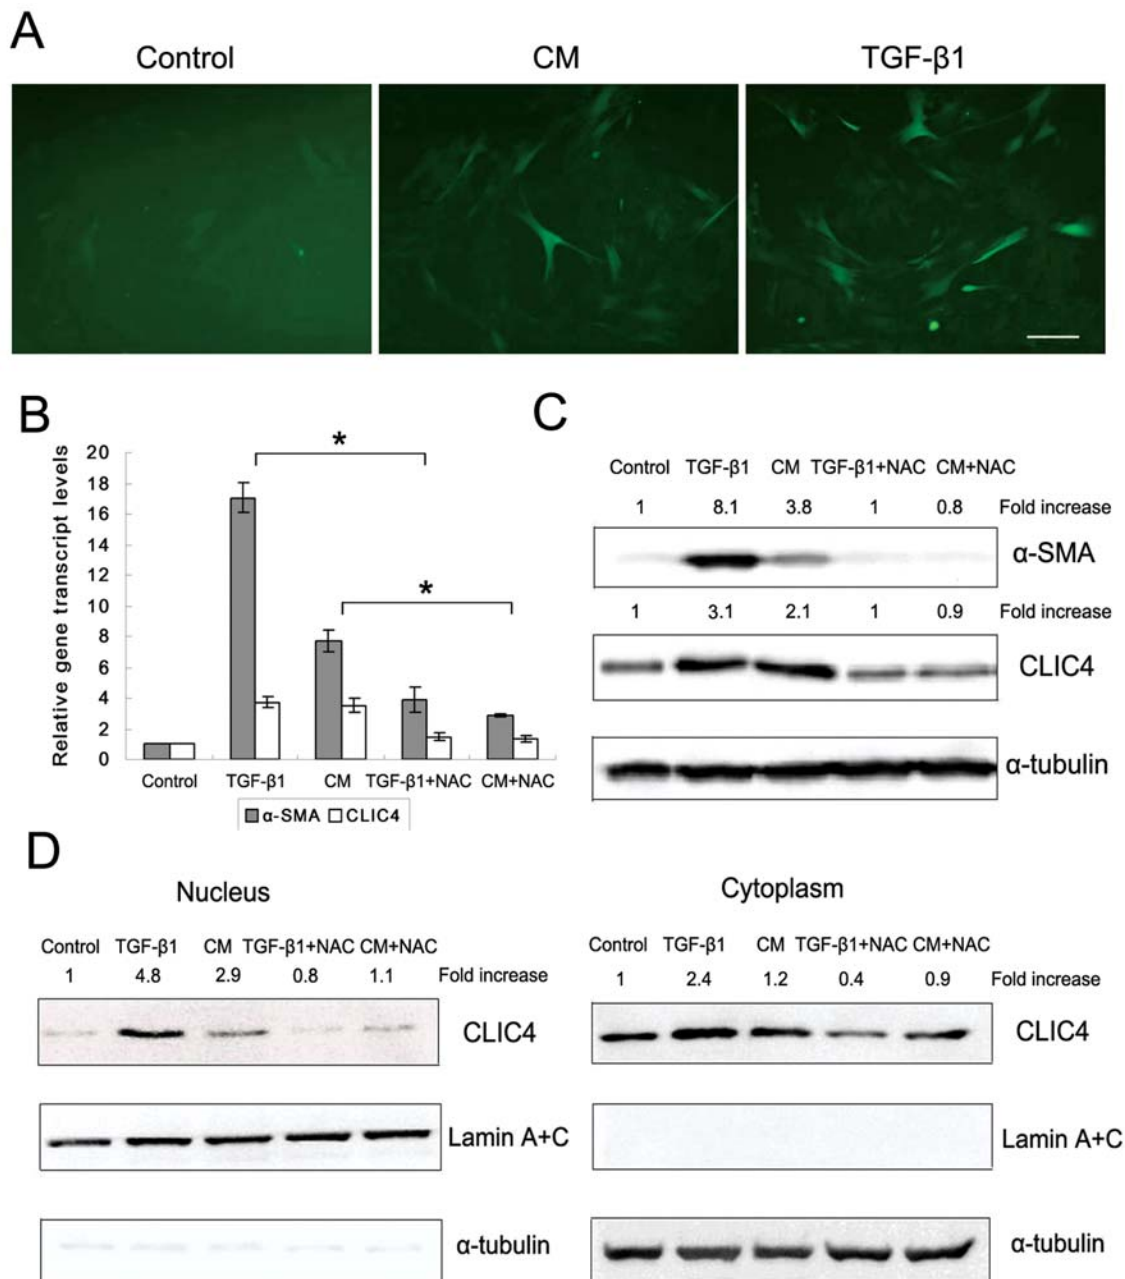 A
Control CM TGF-β1
B
*
*
Relative gene transcript levels
20
18
16
14
12
10
8
6
4
2
0
Control TGF-β1 CM TGF-β1+NAC CM+NAC
α-SMA CLIC4
C
Control TGF-β1 CM TGF-β1+NAC CM+NAC
1 8.1 3.8 1 0.8 Fold increase
α-SMA
1 3.1 2.1 1 0.9 Fold increase
CLIC4
α-tubulin
D
Nucleus
Control TGF-β1 CM TGF-β1+NAC CM+NAC
1 4.8 2.9 0.8 1.1 Fold increase
CLIC4
Lamin A+C
α-tubulin
Cytoplasm
Control TGF-β1 CM TGF-β1+NAC CM+NAC
1 2.4 1.2 0.4 0.9 Fold increase
CLIC4
Lamin A+C
α-tubulin